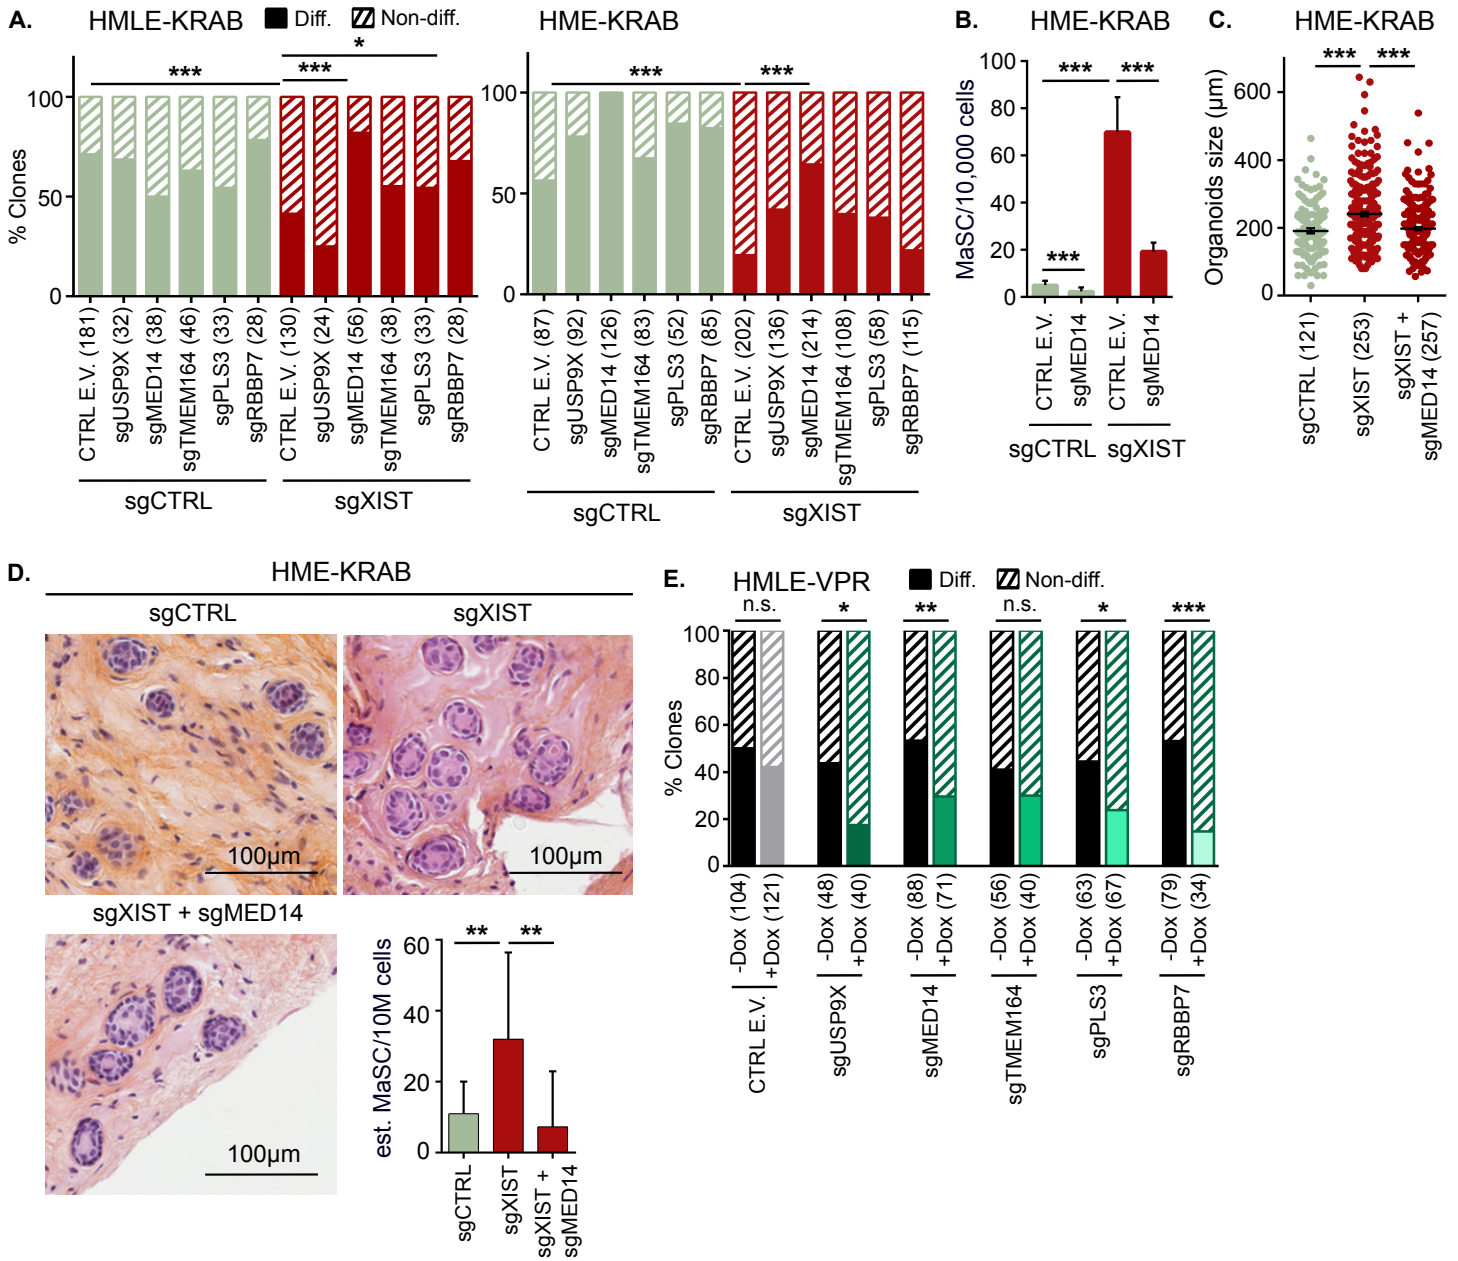 A.
HMLE-KRAB
Diff.
Non-diff.
HME-KRAB
*
***
***
***
***
% Clones
100
50
0
100
50
0
CTRL E.V. (181)
sgUSP9X (32)
sgMED14 (38)
sgTMEM164 (46)
sgPLS3 (33)
sgRBBP7 (28)
CTRL E.V. (130)
sgUSP9X (24)
sgMED14 (56)
sgTMEM164 (38)
sgPLS3 (33)
sgRBBP7 (28)
sgCTRL
sgXIST
CTRL E.V. (87)
sgUSP9X (92)
sgMED14 (126)
sgTMEM164 (83)
sgPLS3 (52)
sgRBBP7 (85)
CTRL E.V. (202)
sgUSP9X (136)
sgMED14 (214)
sgTMEM164 (108)
sgPLS3 (58)
sgRBBP7 (115)
sgCTRL
sgXIST
B.
HME-KRAB
MaSC/10,000 cells
100
80
60
40
20
0
***
***
***
CTRL E.V.
sgMED14
CTRL E.V.
sgMED14
sgCTRL
sgXIST
C.
HME-KRAB
***
***
Organoids size (µm)
600
400
200
0
sgCTRL (121)
sgXIST (253)
sgXIST +
sgMED14 (257)
D.
HME-KRAB
sgCTRL
sgXIST
100µm
100µm
sgXIST + sgMED14
100µm
est. MaSC/10M cells
60
40
20
0
**
**
sgCTRL
sgXIST
sgXIST +
sgMED14
E.
HMLE-VPR
Diff.
Non-diff.
n.s.
*
**
n.s.
*
***
% Clones
100
80
60
40
20
0
-Dox (104)
+Dox (121)
-Dox (48)
+Dox (40)
-Dox (88)
+Dox (71)
-Dox (56)
+Dox (40)
-Dox (63)
+Dox (67)
-Dox (79)
+Dox (34)
CTRL E.V.
sgUSP9X
sgMED14
sgTMEM164
sgPLS3
sgRBBP7